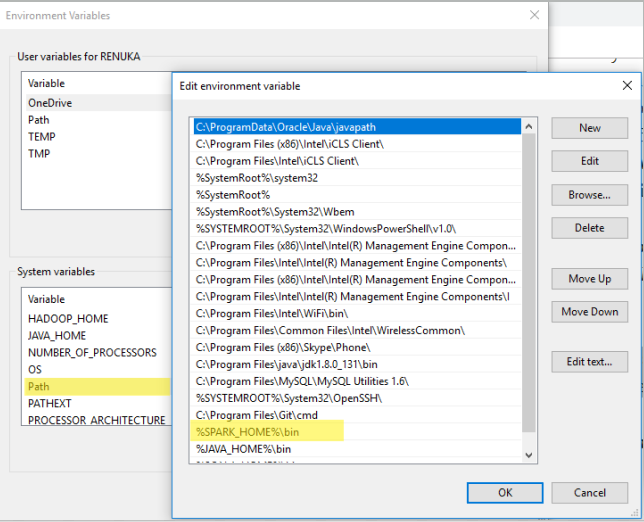 Environment Variables
User variables for RENUKA
Variable
OneDrive
Path
TEMP
TMP
System variables
Variable
HADOOP_HOME
JAVA_HOME
NUMBER_OF_PROCESSORS
OS
Path
PATHEXT
PROCESSOR ARCHITECTURE
Edit environment variable
C:\ProgramData\Oracle\Java\javapath
C:\Program Files (x86)\Intel\iCLS Client\
C:\Program Files\Intel\iCLS Client\
%SystemRoot%\system32
%SystemRoot%
%SystemRoot%\System32\Wbem
%SYSTEMROOT%\System32\WindowsPowerShell\v1.0\
C:\Program Files (x86)\Intel\Intel(R) Management Engine Compon...
C:\Program Files\Intel\Intel(R) Management Engine Components\
C:\Program Files (x86)\Intel\Intel(R) Management Engine Compon...
C:\Program Files\Intel\Intel(R) Management Engine Components\I
C:\Program Files\Intel\WiFi\bin\
C:\Program Files\Common Files\Intel\WirelessCommon\
C:\Program Files (x86)\Skype\Phone\
C:\Program Files\java\jdk1.8.0_131\bin
C:\Program Files\MySQL\MySQL Utilities 1.6\
%SYSTEMROOT%\System32\OpenSSH\
C:\Program Files\Git\cmd
%SPARK_HOME%\bin
%JAVA_HOME%\bin
New
Edit
Browse...
Delete
Move Up
Move Down
Edit text...
OK
Cancel